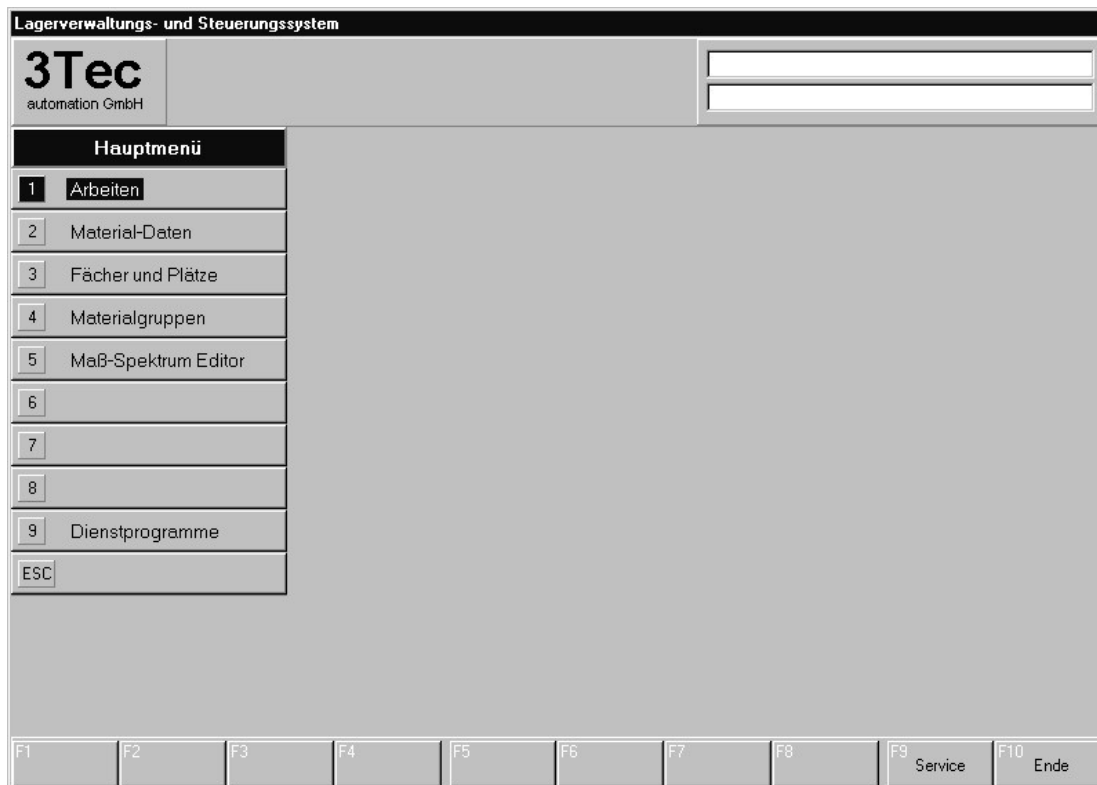 Lagerverwaltungs- und Steuerungssystem
3Tec
automation GmbH
Hauptmenü
1 Arbeiten
2 Material-Daten
3 Fächer und Plätze
4 Materialgruppen
5 Maß-Spektrum Editor
6
7
8
9 Dienstprogramme
ESC
F1 F2 F3 F4 F5 F6 F7 F8 F9 Service F10 Ende